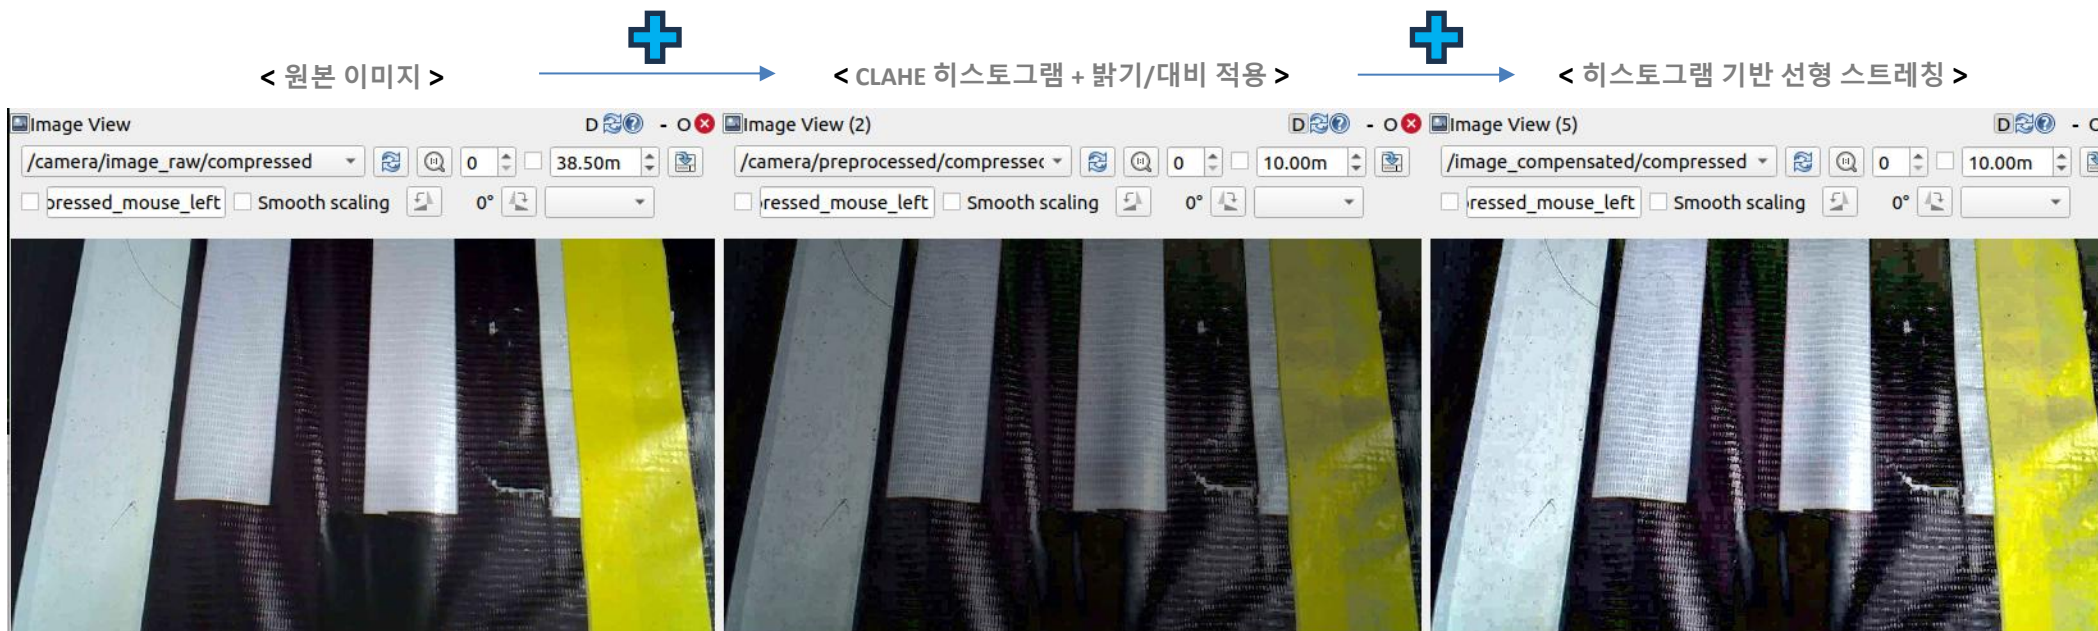 < 원본 이미지 >
< CLAHE 히스토그램 + 밝기/대비 적용 >
< 히스토그램 기반 선형 스트레칭 >
Image View D - O
Image View (2) D - O
Image View (5) D - O
/camera/image_raw/compressed 0 38.50m
/camera/preprocessed/compressec 0 10.00m
/image_compensated/compressed 0 10.00m
pressed_mouse_left Smooth scaling 0°
ressed_mouse_left Smooth scaling 0°
ressed_mouse_left Smooth scaling 0°